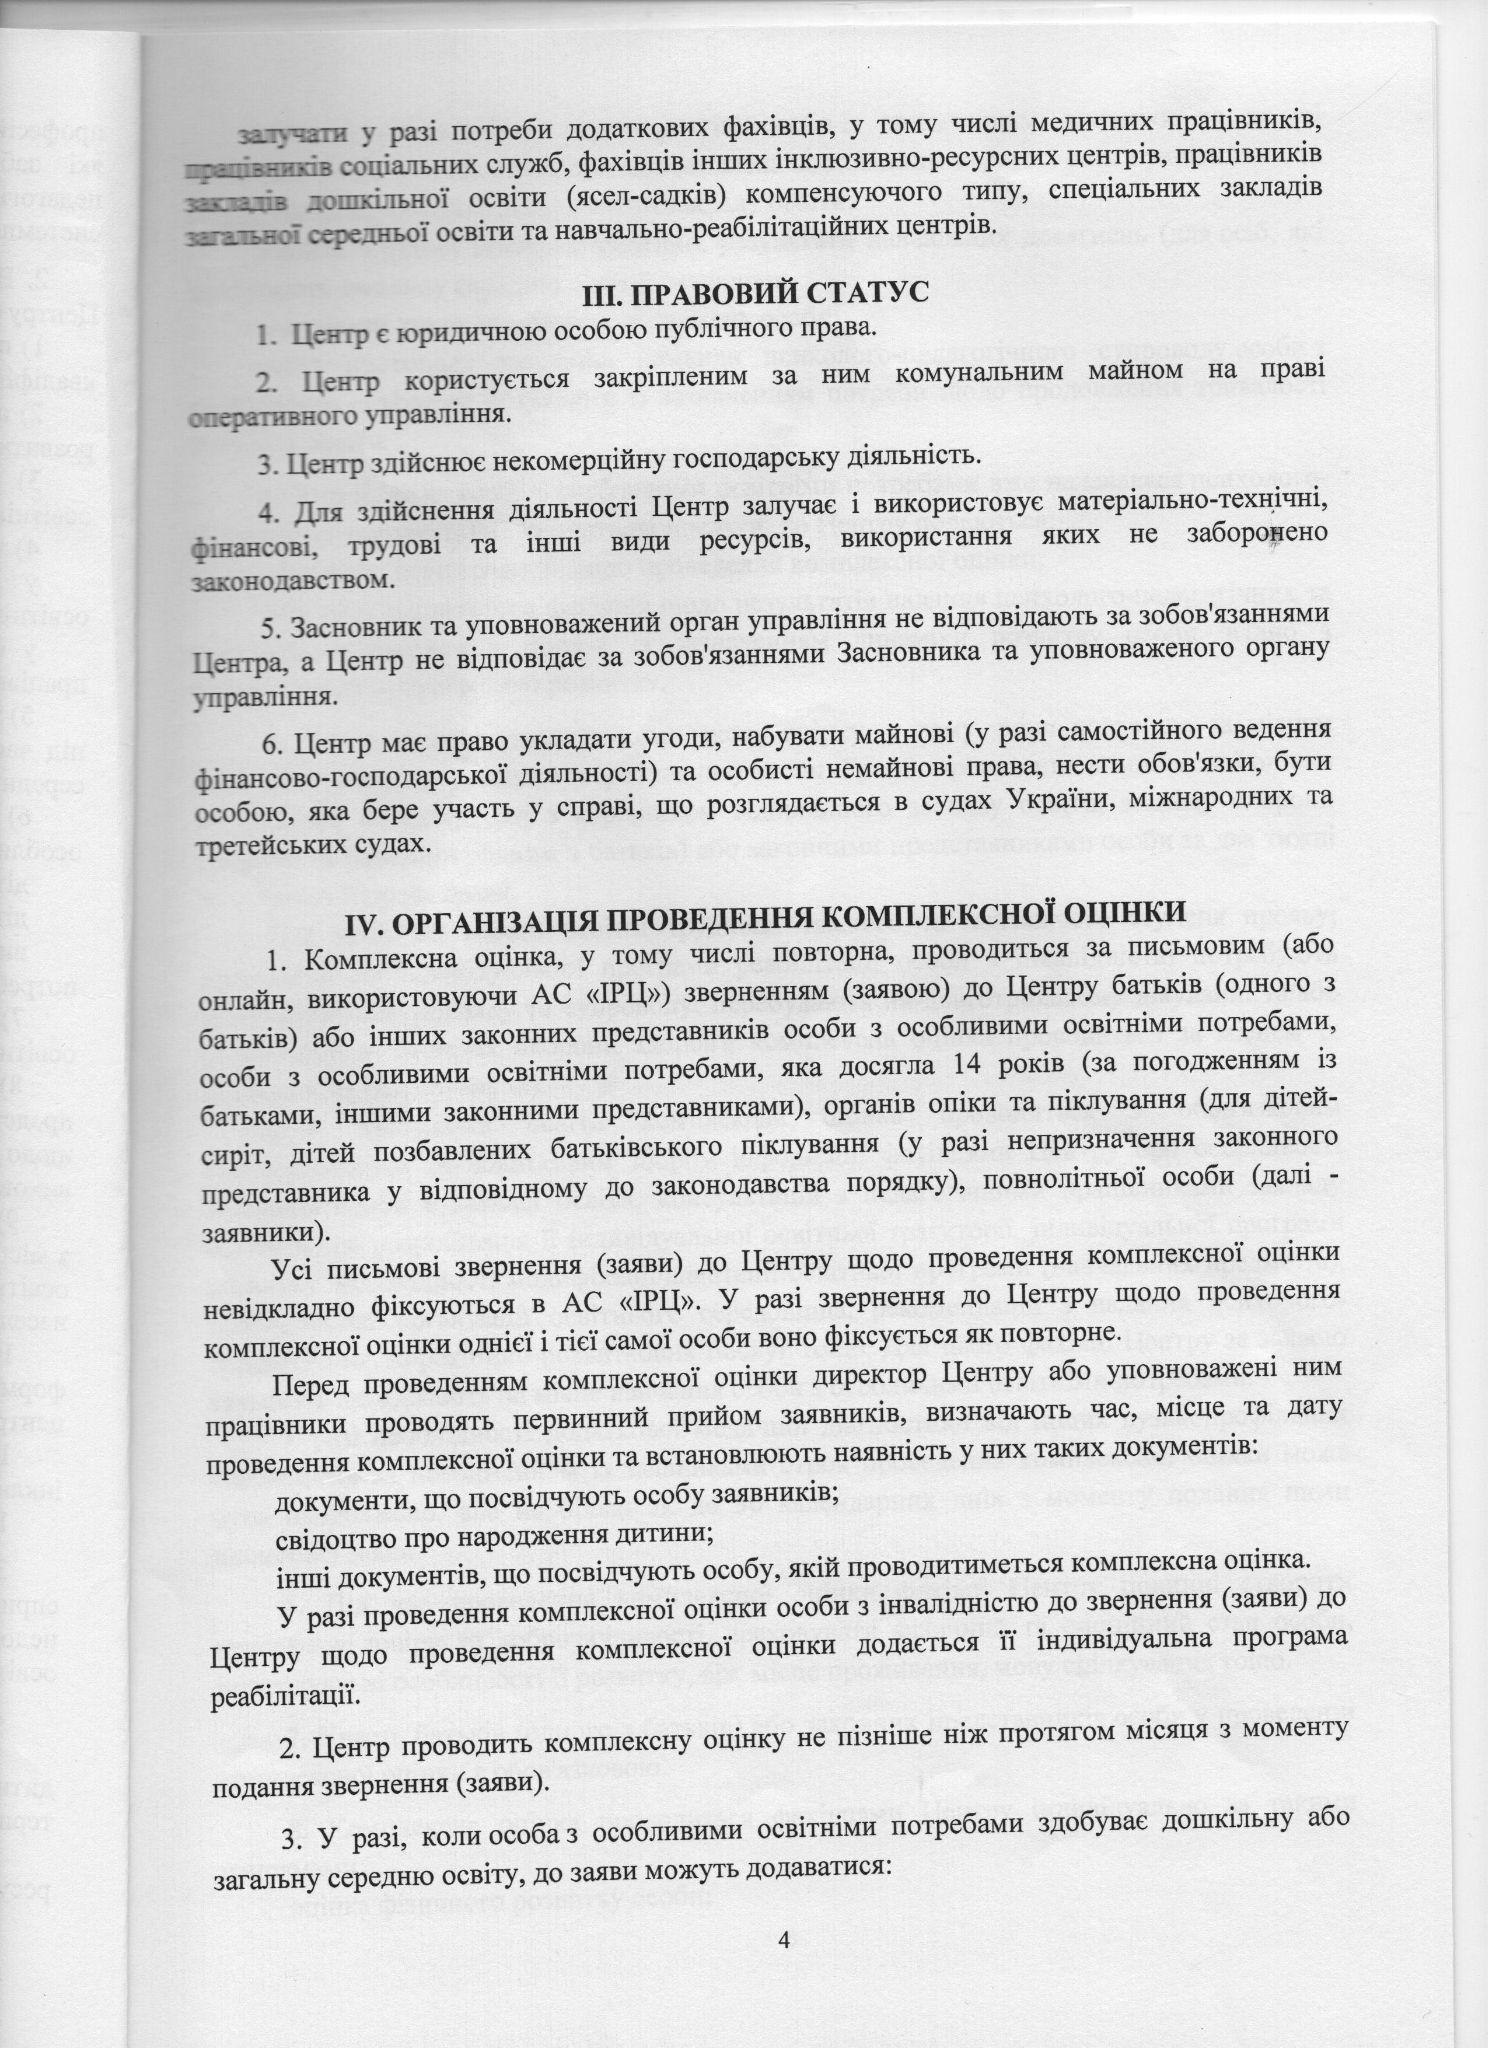 залучати у разі потреби додаткових фахівців, у тому числі медичних працівників,
працівників соціальних служб, фахівців інших інклюзивно-ресурсних центрів, працівників
закладів дошкільної освіти (ясел-садків) компенсуючого типу, спеціальних закладів
загальної середньої освіти та навчально-реабілітаційних центрів.
ІІІ. ПРАВОВИЙ СТАТУС
1. Центр є юридичною особою публічного права.
2. Центр користується закріпленим за ним комунальним майном на праві
оперативного управління.
3. Центр здійснює некомерційну господарську діяльність.
4. Для здійснення діяльності Центр залучає і використовує матеріально-технічні,
фінансові, трудові та інші види ресурсів, використання яких не заборонено
законодавством.
5. Засновник та уповноважений орган управління не відповідають за зобов'язаннями
Центра, а Центр не відповідає за зобов'язаннями Засновника та уповноваженого органу
управління.
6. Центр має право укладати угоди, набувати майнові (у разі самостійного ведення
фінансово-господарської діяльності) та особисті немайнові права, нести обов'язки, бути
особою, яка бере участь у справі, що розглядається в судах України, міжнародних та
третейських судах.
IV. ОРГАНІЗАЦІЯ ПРОВЕДЕННЯ КОМПЛЕКСНОЇ ОЦІНКИ
1. Комплексна оцінка, у тому числі повторна, проводиться за письмовим (або
онлайн, використовуючи АС «ІРЦ») зверненням (заявою) до Центру батьків (одного з
батьків) або інших законних представників особи з особливими освітніми потребами,
особи з особливими освітніми потребами, яка досягла 14 років (за погодженням із
батьками, іншими законними представниками), органів опіки та піклування (для дітей-
сиріт, дітей позбавлених батьківського піклування (у разі непризначення законного
представника у відповідному до законодавства порядку), повнолітньої особи (далі -
заявники).
Усі письмові звернення (заяви) до Центру щодо проведення комплексної оцінки
невідкладно фіксуються в АС «ІРЦ». У разі звернення до Центру щодо проведення
комплексної оцінки однієї і тієї самої особи воно фіксується як повторне.
Перед проведенням комплексної оцінки директор Центру або уповноважені ним
працівники проводять первинний прийом заявників, визначають час, місце та дату
проведення комплексної оцінки та встановлюють наявність у них таких документів:
документи, що посвідчують особу заявників;
свідоцтво про народження дитини;
інші документів, що посвідчують особу, якій проводитиметься комплексна оцінка.
У разі проведення комплексної оцінки особи з інвалідністю до звернення (заяви) до
Центру щодо проведення комплексної оцінки додається її індивідуальна програма
реабілітації.
2. Центр проводить комплексну оцінку не пізніше ніж протягом місяця з моменту
подання звернення (заяви).
3. У разі, коли особа з особливими освітніми потребами здобуває дошкільну або
загальну середню освіту, до заяви можуть додаватися:
4